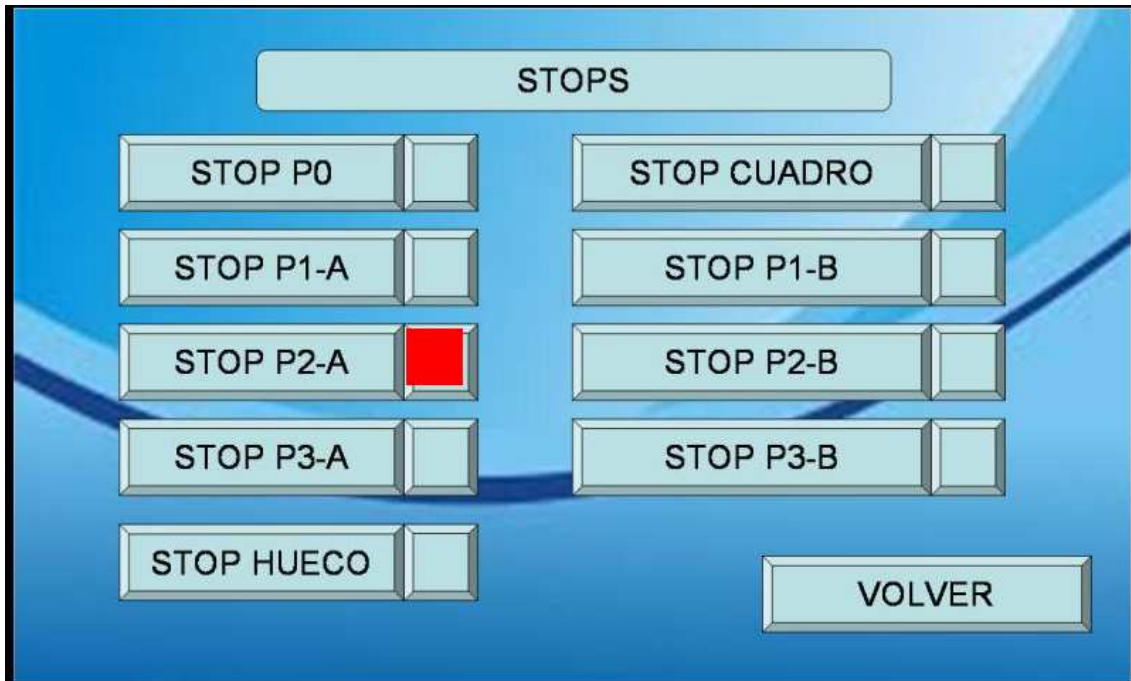 STOPS
STOP P0
STOP CUADRO
STOP P1-A
STOP P1-B
STOP P2-A
STOP P2-B
STOP P3-A
STOP P3-B
STOP HUECO
VOLVER